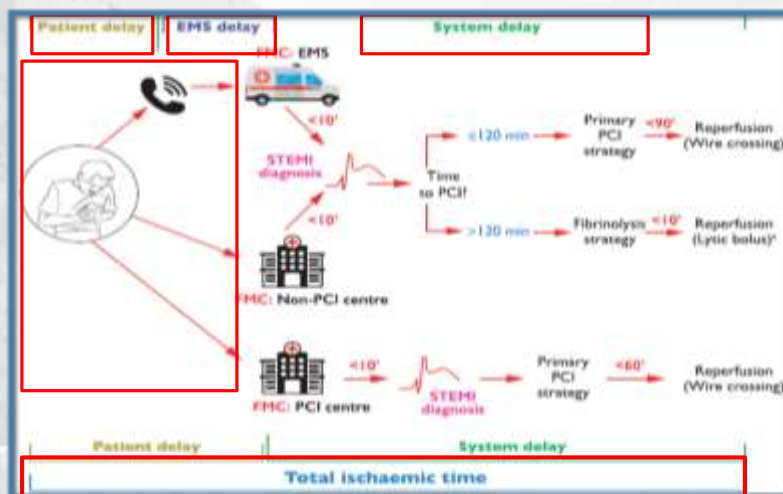 Patient delay
EMS delay
System delay
FMC: EMS
<10'
STEMI
diagnosis
<10'
Time
to PCI?
≤120 min
Primary
PCI
strategy
<90'
Reperfusion
(Wire crossing)
>120 min
Fibrinolysis
strategy
<10'
Reperfusion
(Lytic bolus)ª
FMC: Non-PCI centre
FMC: PCI centre
<10'
STEMI
diagnosis
Primary
PCI
strategy
<60'
Reperfusion
(Wire crossing)
Patient delay
System delay
Total ischaemic time